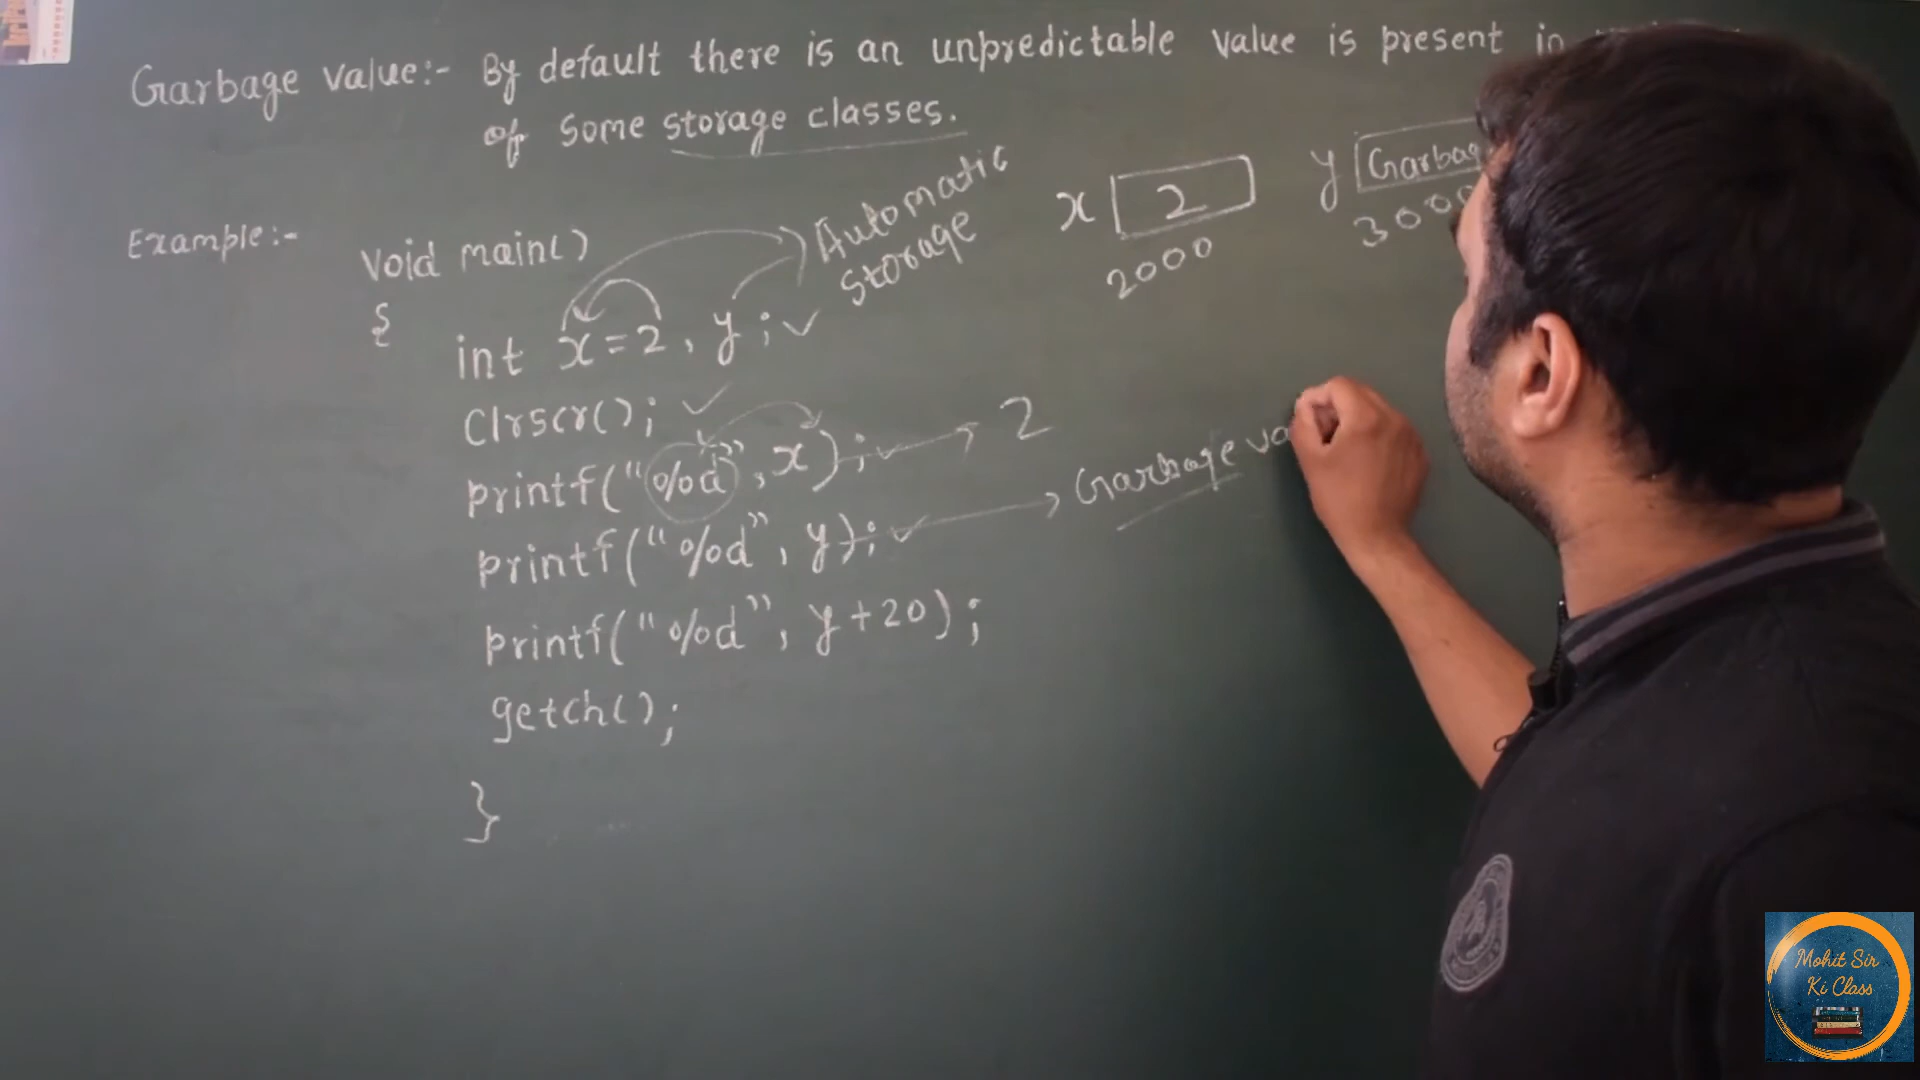 Garbage value:- By default there is an unpredictable value is present in
of some storage classes.
Example:-
void main()
{
int x=2, y;
Clrscr();
printf("%d", x);
printf("%d", y);
printf("%d", y+20);
getch();
}
Automatic
storage
x 2
2000
y Garbag
3000
2
Garbage va
Mohit Sir
Ki Class